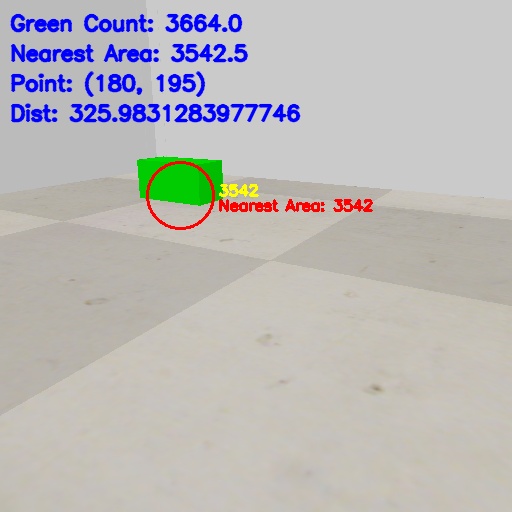 Green Count: 3664.0
Nearest Area: 3542.5
Point: (180, 195)
Dist: 325.9831283977746
3542
Nearest Area: 3542